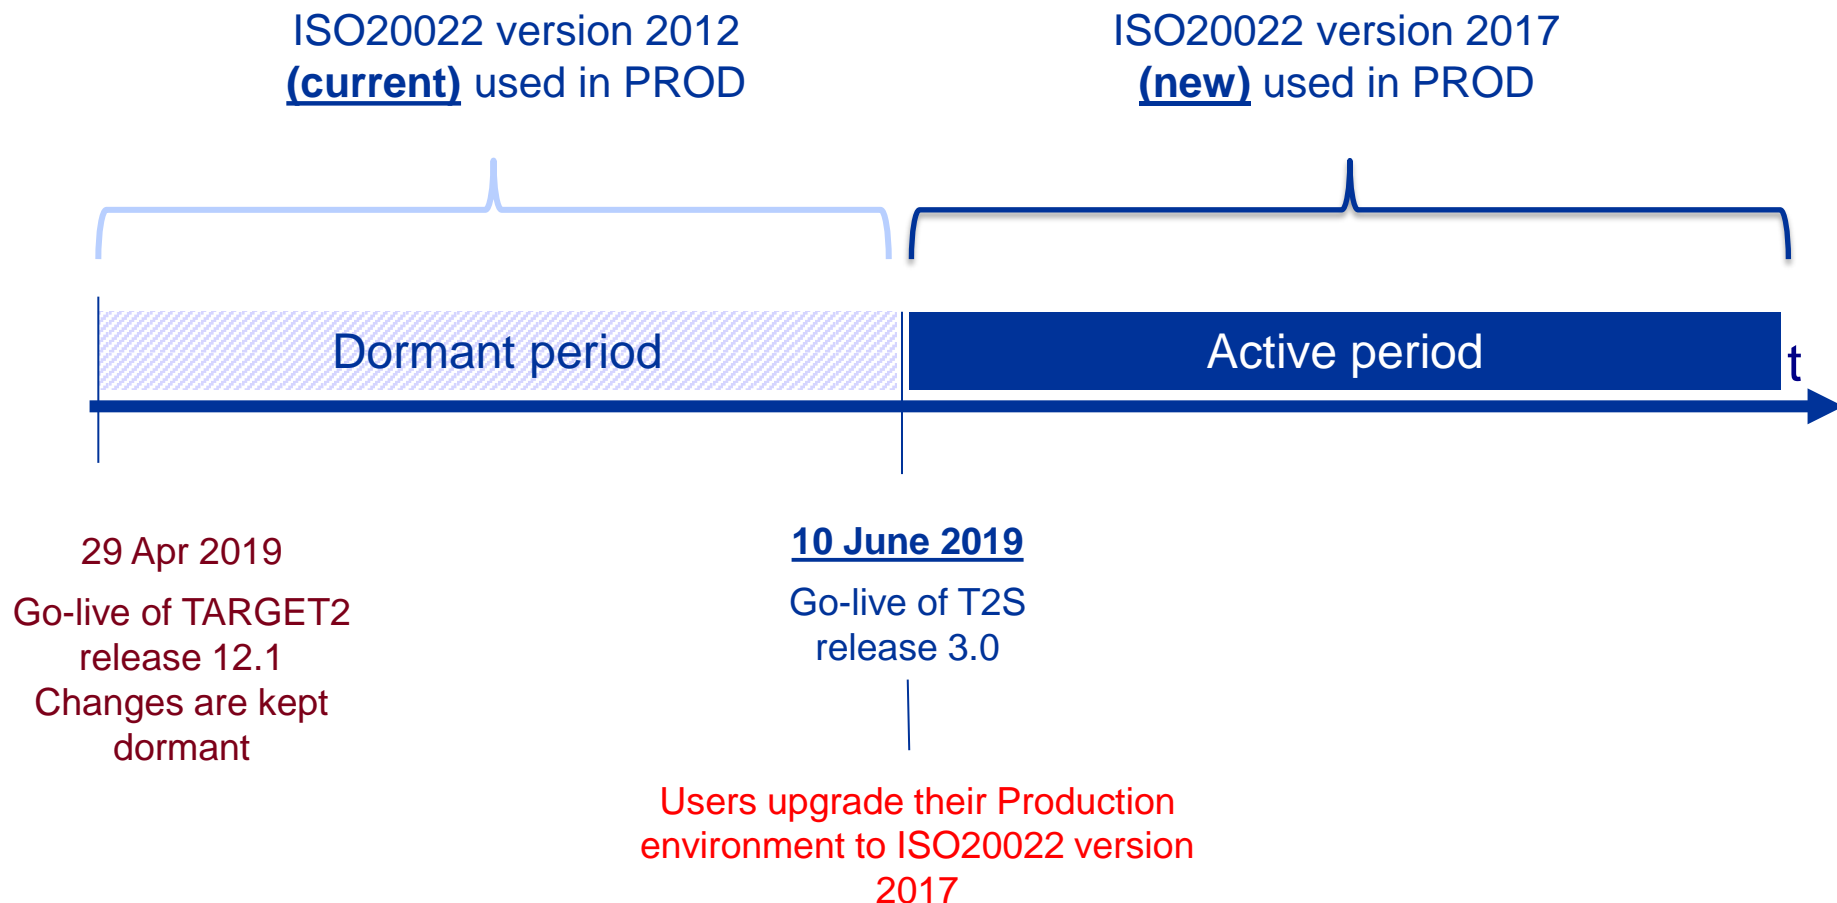 ISO20022 version 2012
(current) used in PROD
ISO20022 version 2017
(new) used in PROD
Dormant period
Active period
t
29 Apr 2019
Go-live of TARGET2
release 12.1
Changes are kept
dormant
10 June 2019
Go-live of T2S
release 3.0
Users upgrade their Production
environment to ISO20022 version
2017